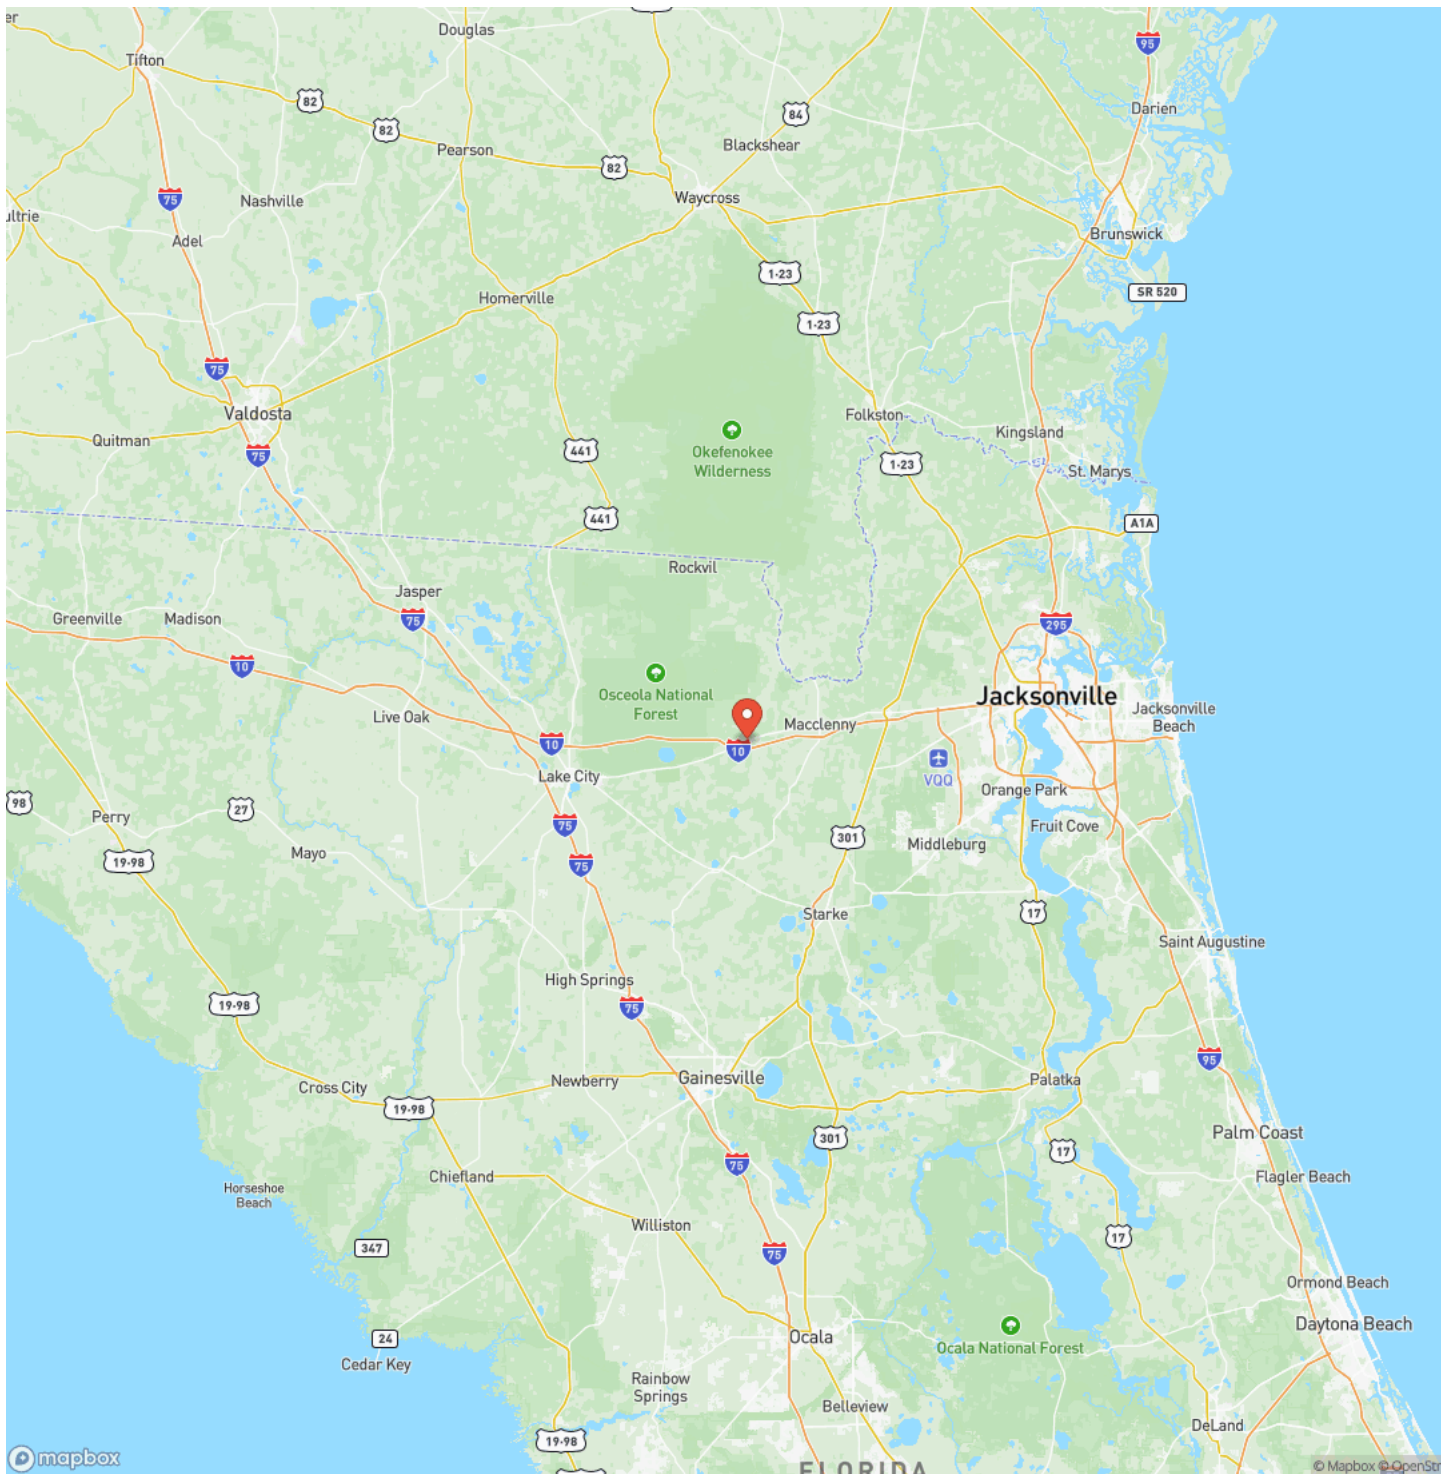 er
Douglas
95
Tifton
82
84
Darien
82
Blackshear
Pearson
82
75
Nashville
Waycross
ultrie
Adel
Brunswick
1-23
SR 520
Homerville
1-23
75
Valdosta
Folkston
Quitman
Okefenokee
Wilderness
Kingsland
441
75
1-23
St. Marys
441
A1A
Rockvil
Jasper
Greenville
Madison
75
295
10
Osceola National
Forest
Jacksonville
Live Oak
Macclenny
Jacksonville
Beach
10
10
VQQ
Lake City
Orange Park
98
27
Perry
75
Fruit Cove
301
Middleburg
Mayo
19-98
75
Starke
17
Saint Augustine
High Springs
19-98
75
95
Cross City
Newberry
Gainesville
Palatka
19-98
301
Palm Coast
17
75
Chiefland
Flagler Beach
Horseshoe
Beach
Williston
17
347
75
Ormond Beach
24
Ocala
Daytona Beach
Cedar Key
Ocala National Forest
Rainbow
Springs
Belleview
DeLand
19-98
mapbox
FLORIDA
© Mapbox © OpenStr